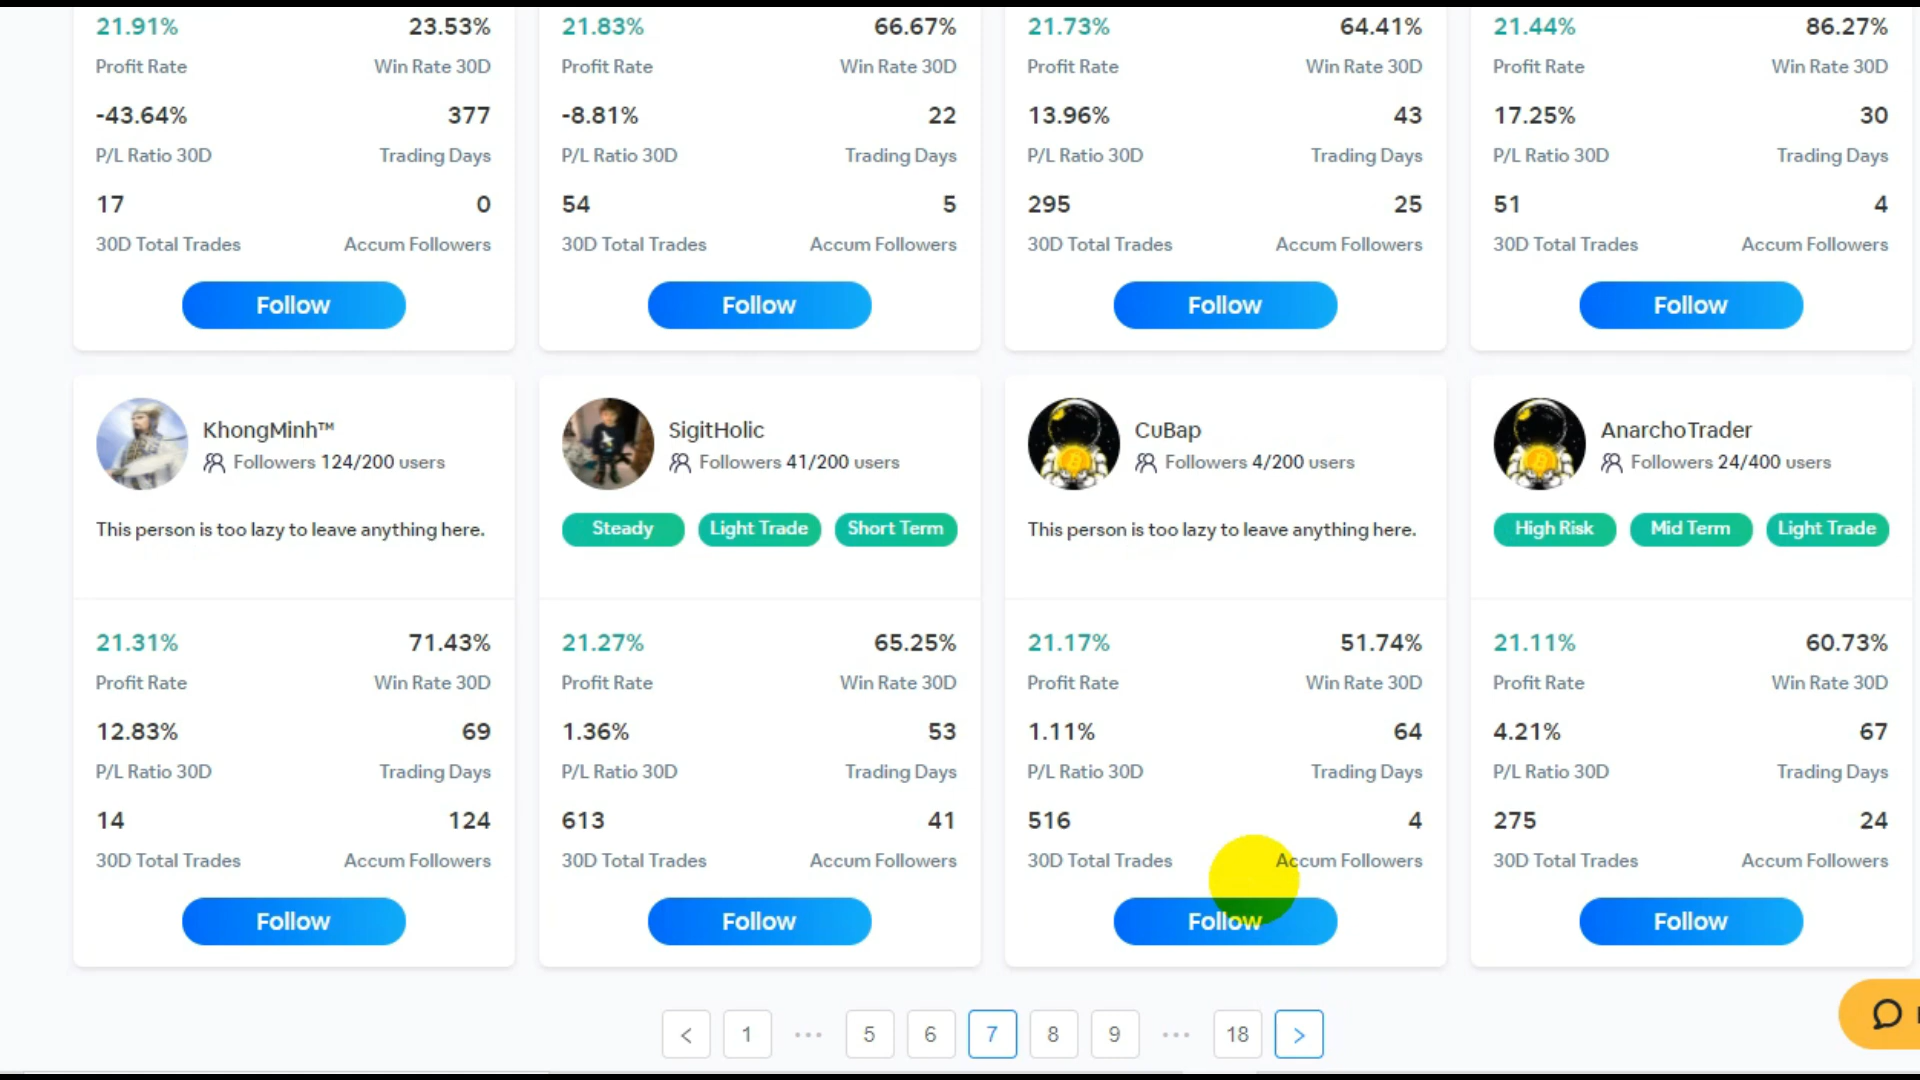 21.91% 23.53% 21.83% 66.67% 21.73% 64.41% 21.44% 86.27%
Profit Rate Win Rate 30D Profit Rate Win Rate 30D Profit Rate Win Rate 30D Profit Rate Win Rate 30D
-43.64% 377 -8.81% 22 13.96% 43 17.25% 30
P/L Ratio 30D Trading Days P/L Ratio 30D Trading Days P/L Ratio 30D Trading Days P/L Ratio 30D Trading Days
17 0 54 5 295 25 51 4
30D Total Trades Accum Followers 30D Total Trades Accum Followers 30D Total Trades Accum Followers 30D Total Trades Accum Followers
Follow Follow Follow Follow
KhongMinh™ SigitHolic CuBap AnarchoTrader
Followers 124/200 users Followers 41/200 users Followers 4/200 users Followers 24/400 users
This person is too lazy to leave anything here. Steady Light Trade Short Term This person is too lazy to leave anything here. High Risk Mid Term Light Trade
21.31% 71.43% 21.27% 65.25% 21.17% 51.74% 21.11% 60.73%
Profit Rate Win Rate 30D Profit Rate Win Rate 30D Profit Rate Win Rate 30D Profit Rate Win Rate 30D
12.83% 69 1.36% 53 1.11% 64 4.21% 67
P/L Ratio 30D Trading Days P/L Ratio 30D Trading Days P/L Ratio 30D Trading Days P/L Ratio 30D Trading Days
14 124 613 41 516 4 275 24
30D Total Trades Accum Followers 30D Total Trades Accum Followers 30D Total Trades Accum Followers 30D Total Trades Accum Followers
Follow Follow Follow Follow
< 1 ••• 5 6 7 8 9 ••• 18 >